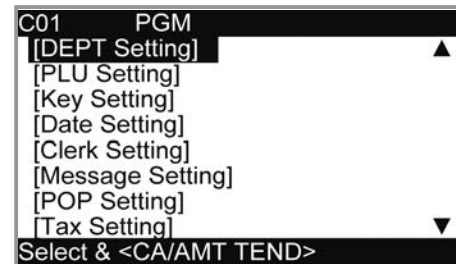 C01 PGM
[DEPT Setting]
[PLU Setting]
[Key Setting]
[Date Setting]
[Clerk Setting]
[Message Setting]
[POP Setting]
[Tax Setting]
Select & <CA/AMT TEND>